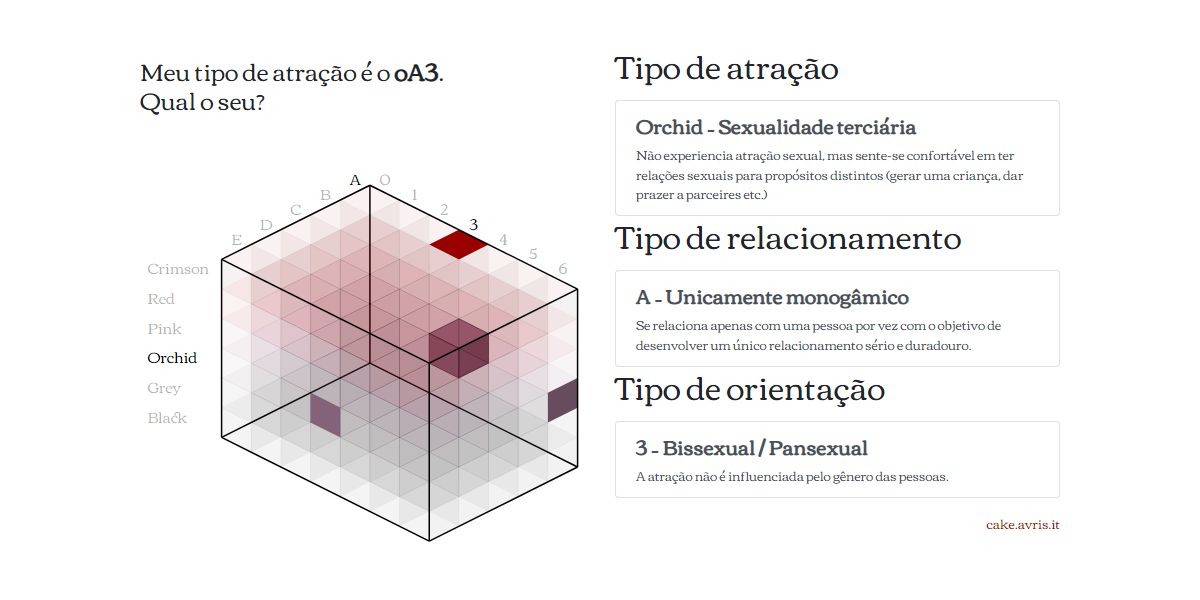 Meu tipo de atração é o oA3.
Qual o seu?
A 0
B 1
C 2
D 3
E 4
5
6
Crimson
Red
Pink
Orchid
Grey
Black
Tipo de atração
Orchid - Sexualidade terciária
Não experiencia atração sexual, mas sente-se confortável em ter
relações sexuais para propósitos distintos (gerar uma criança, dar
prazer a parceires etc.)
Tipo de relacionamento
A - Unicamente monogâmico
Se relaciona apenas com uma pessoa por vez com o objetivo de
desenvolver um único relacionamento sério e duradouro.
Tipo de orientação
3 - Bissexual / Pansexual
A atração não é influenciada pelo gênero das pessoas.
cake.avris.it